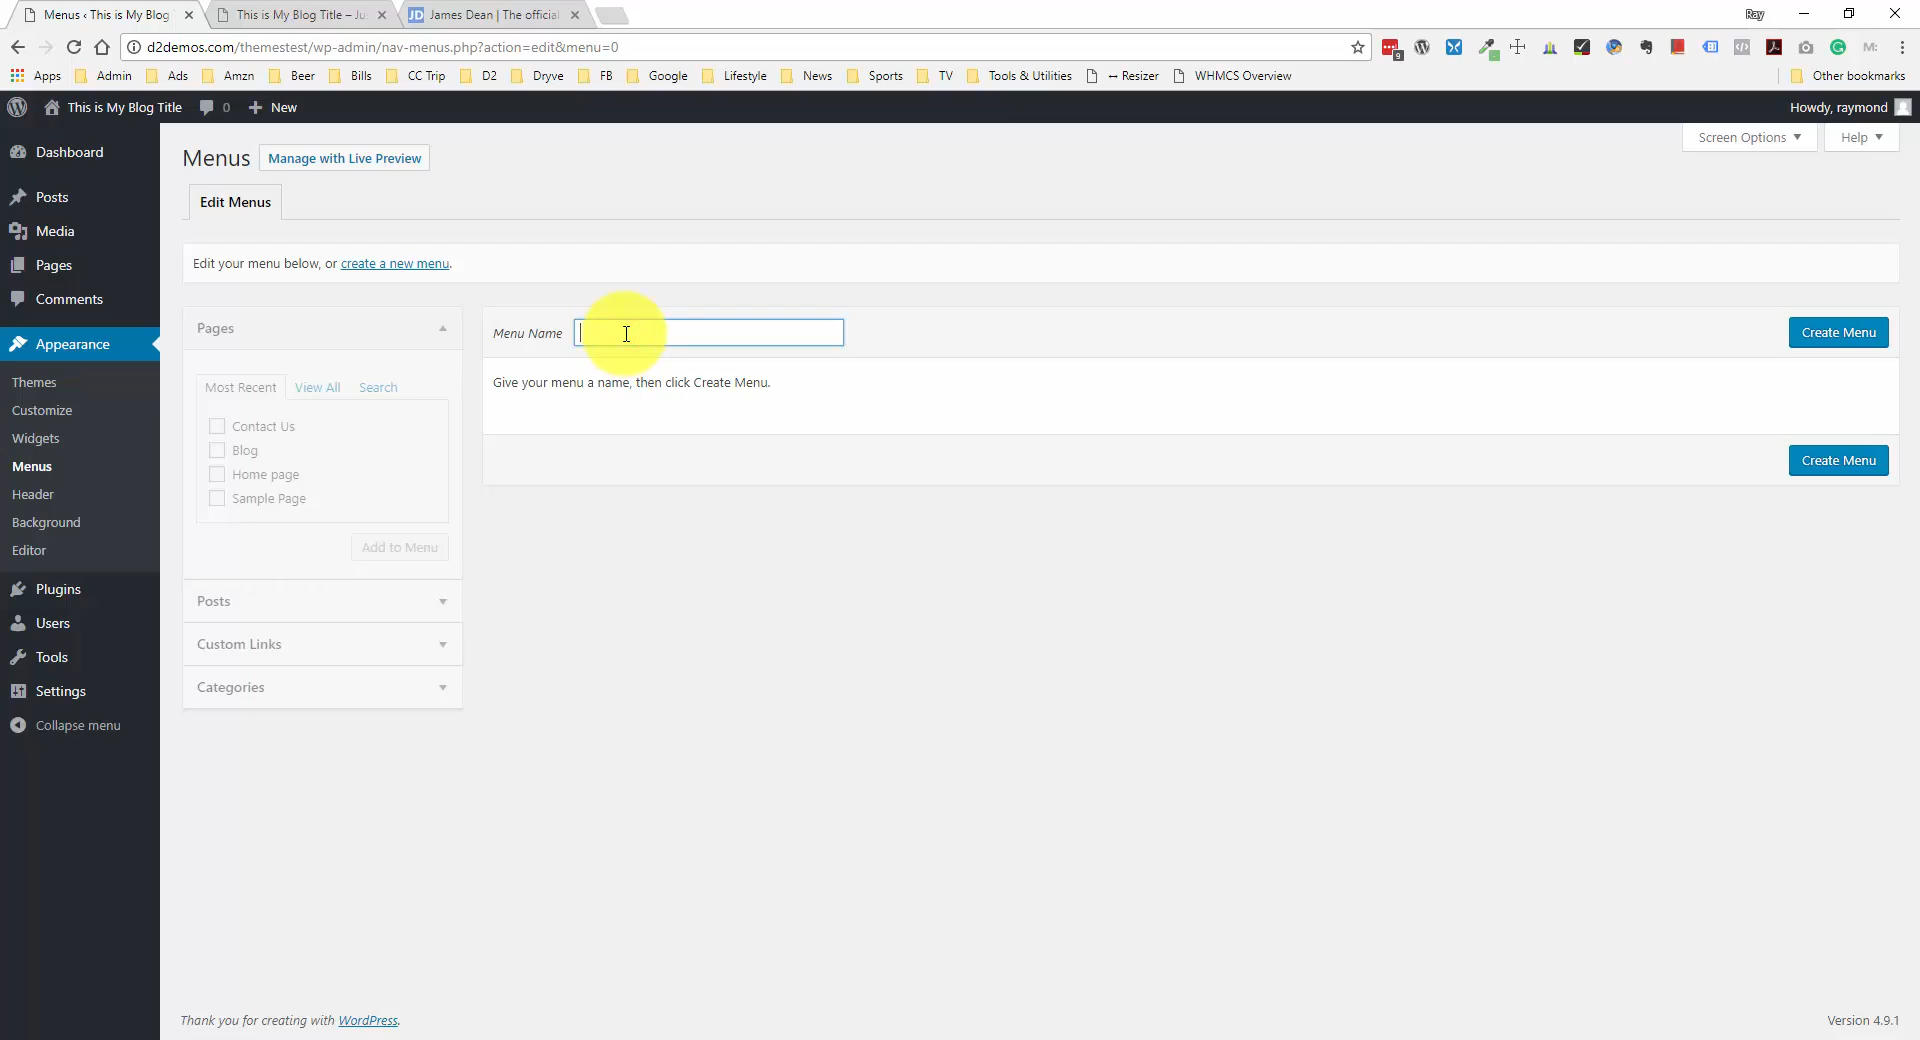 Menus ‹ This is My Blog
This is My Blog Title – Ju
JD James Dean | The official
Ray
d2demos.com/themestest/wp-admin/nav-menus.php?action=edit&menu=0
9
M:
Apps Admin Ads Amzn Beer Bills CC Trip D2 Dryve FB Google Lifestyle News Sports TV Tools & Utilities ↔ Resizer WHMCS Overview Other bookmarks
This is My Blog Title 0 New Howdy, raymond
Screen Options ▼ Help ▼
Dashboard
Posts
Media
Pages
Comments
Appearance
Themes
Customize
Widgets
Menus
Header
Background
Editor
Plugins
Users
Tools
Settings
Collapse menu
Menus Manage with Live Preview
Edit Menus
Edit your menu below, or create a new menu.
Pages
Most Recent View All Search
Contact Us
Blog
Home page
Sample Page
Add to Menu
Posts
Custom Links
Categories
Menu Name Create Menu
Give your menu a name, then click Create Menu.
Create Menu
Thank you for creating with WordPress.
Version 4.9.1